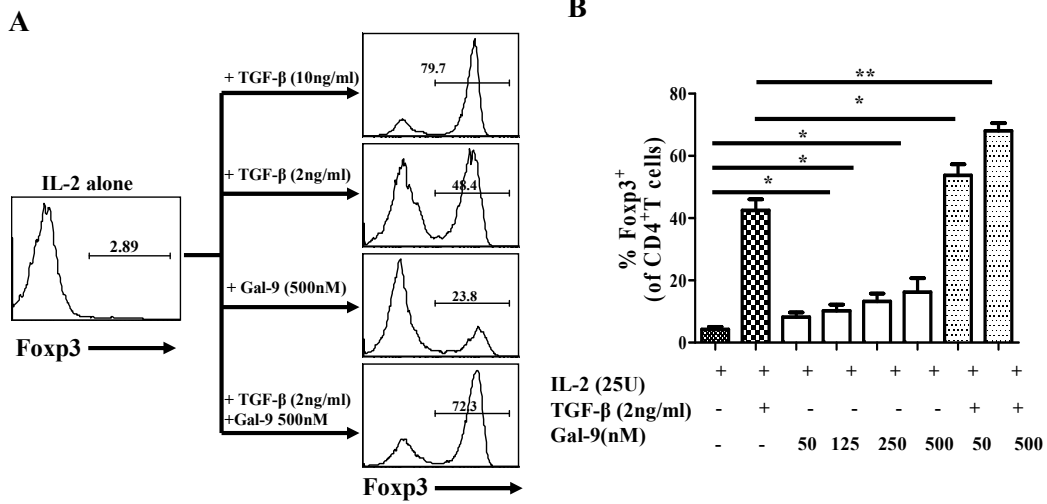 A
IL-2 alone
2.89
Foxp3
+ TGF-β (10ng/ml)
79.7
+ TGF-β (2ng/ml)
48.4
+ Gal-9 (500nM)
23.8
+ TGF-β (2ng/ml)
+Gal-9 500nM
72.3
Foxp3
B
% Foxp3+
(of CD4+T cells)
80
60
40
20
0
**
*
*
*
*
IL-2 (25U) + + + + + + + +
TGF-β (2ng/ml) - + - - - - + +
Gal-9(nM) - - 50 125 250 500 50 500